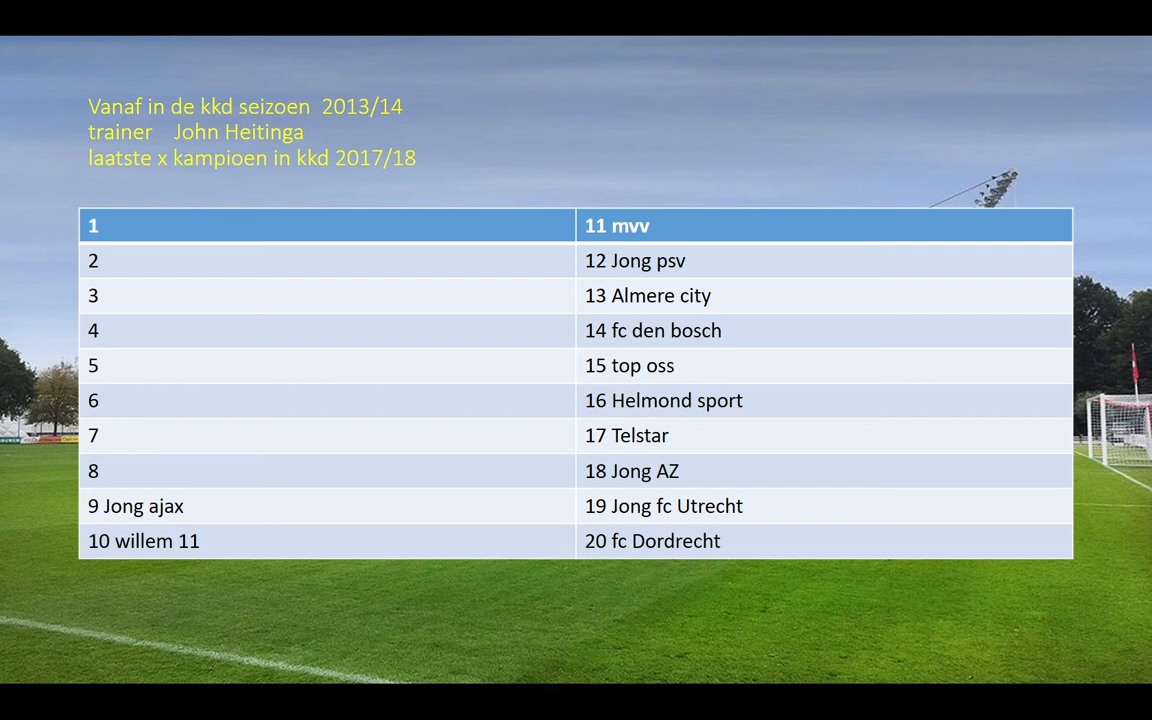 Vanaf in de kkd seizoen 2013/14
trainer John Heitinga
laatste x kampioen in kkd 2017/18
1
11 mvv
2
12 Jong psv
3
13 Almere city
4
14 fc den bosch
5
15 top oss
6
16 Helmond sport
7
17 Telstar
8
18 Jong AZ
9 Jong ajax
19 Jong fc Utrecht
10 willem 11
20 fc Dordrecht